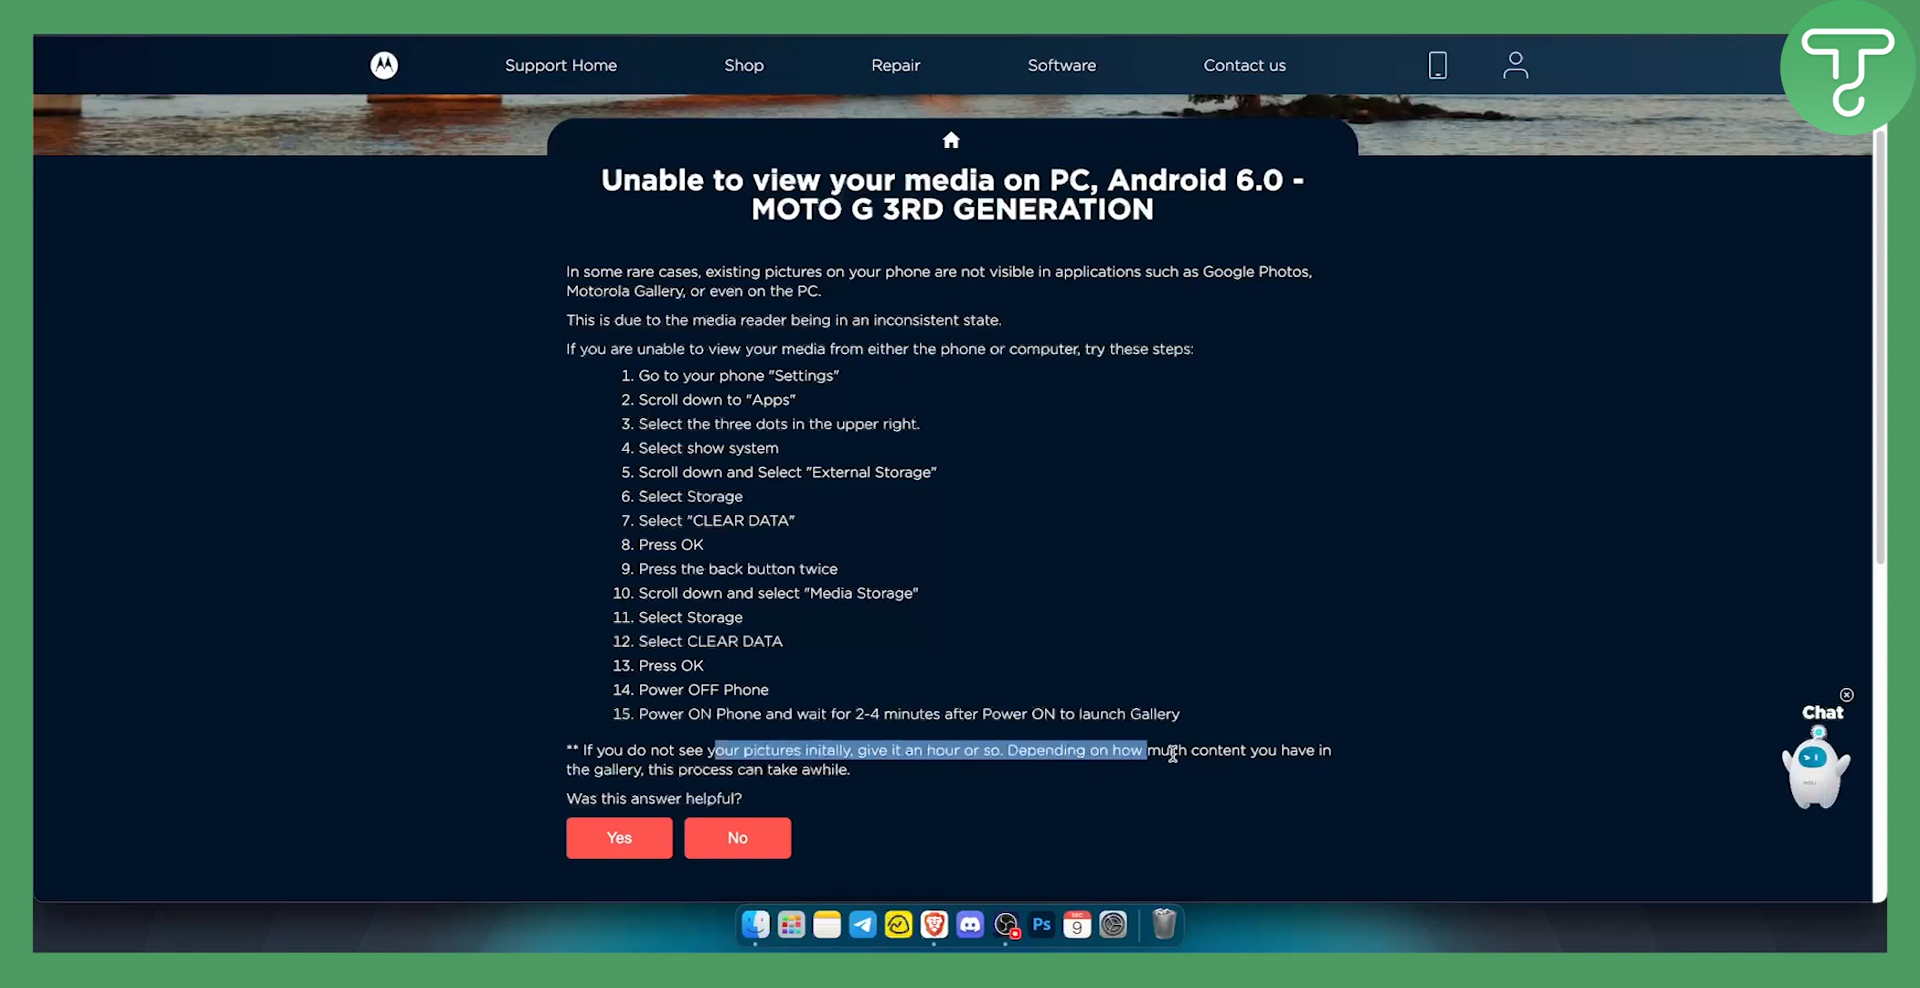 Support Home
Shop
Repair
Software
Contact us
Unable to view your media on PC, Android 6.0 -
MOTO G 3RD GENERATION
In some rare cases, existing pictures on your phone are not visible in applications such as Google Photos,
Motorola Gallery, or even on the PC.
This is due to the media reader being in an inconsistent state.
If you are unable to view your media from either the phone or computer, try these steps:
1. Go to your phone "Settings"
2. Scroll down to "Apps"
3. Select the three dots in the upper right.
4. Select show system
5. Scroll down and Select "External Storage"
6. Select Storage
7. Select "CLEAR DATA"
8. Press OK
9. Press the back button twice
10. Scroll down and select "Media Storage"
11. Select Storage
12. Select CLEAR DATA
13. Press OK
14. Power OFF Phone
15. Power ON Phone and wait for 2-4 minutes after Power ON to launch Gallery
** If you do not see your pictures initally, give it an hour or so. Depending on how much content you have in
the gallery, this process can take awhile.
Was this answer helpful?
Yes
No
Chat
DEC
9
Ps